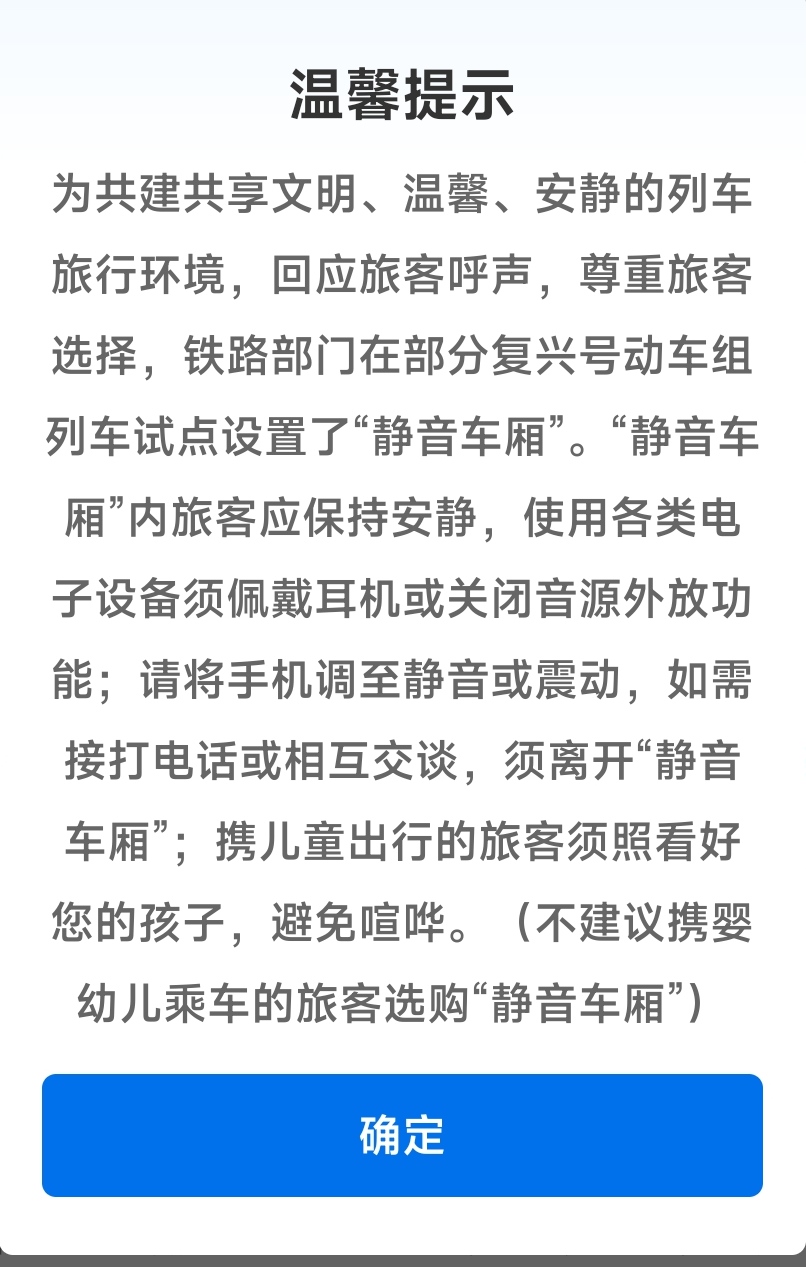 温馨提示
为共建共享文明、温馨、安静的列车
旅行环境，回应旅客呼声，尊重旅客
选择，铁路部门在部分复兴号动车组
列车试点设置了“静音车厢”。“静音车
厢”内旅客应保持安静，使用各类电
子设备须佩戴耳机或关闭音源外放功
能；请将手机调至静音或震动，如需
接打电话或相互交谈，须离开“静音
车厢”；携儿童出行的旅客须照看好
您的孩子，避免喧哗。（不建议携婴
幼儿乘车的旅客选购“静音车厢”）
确定